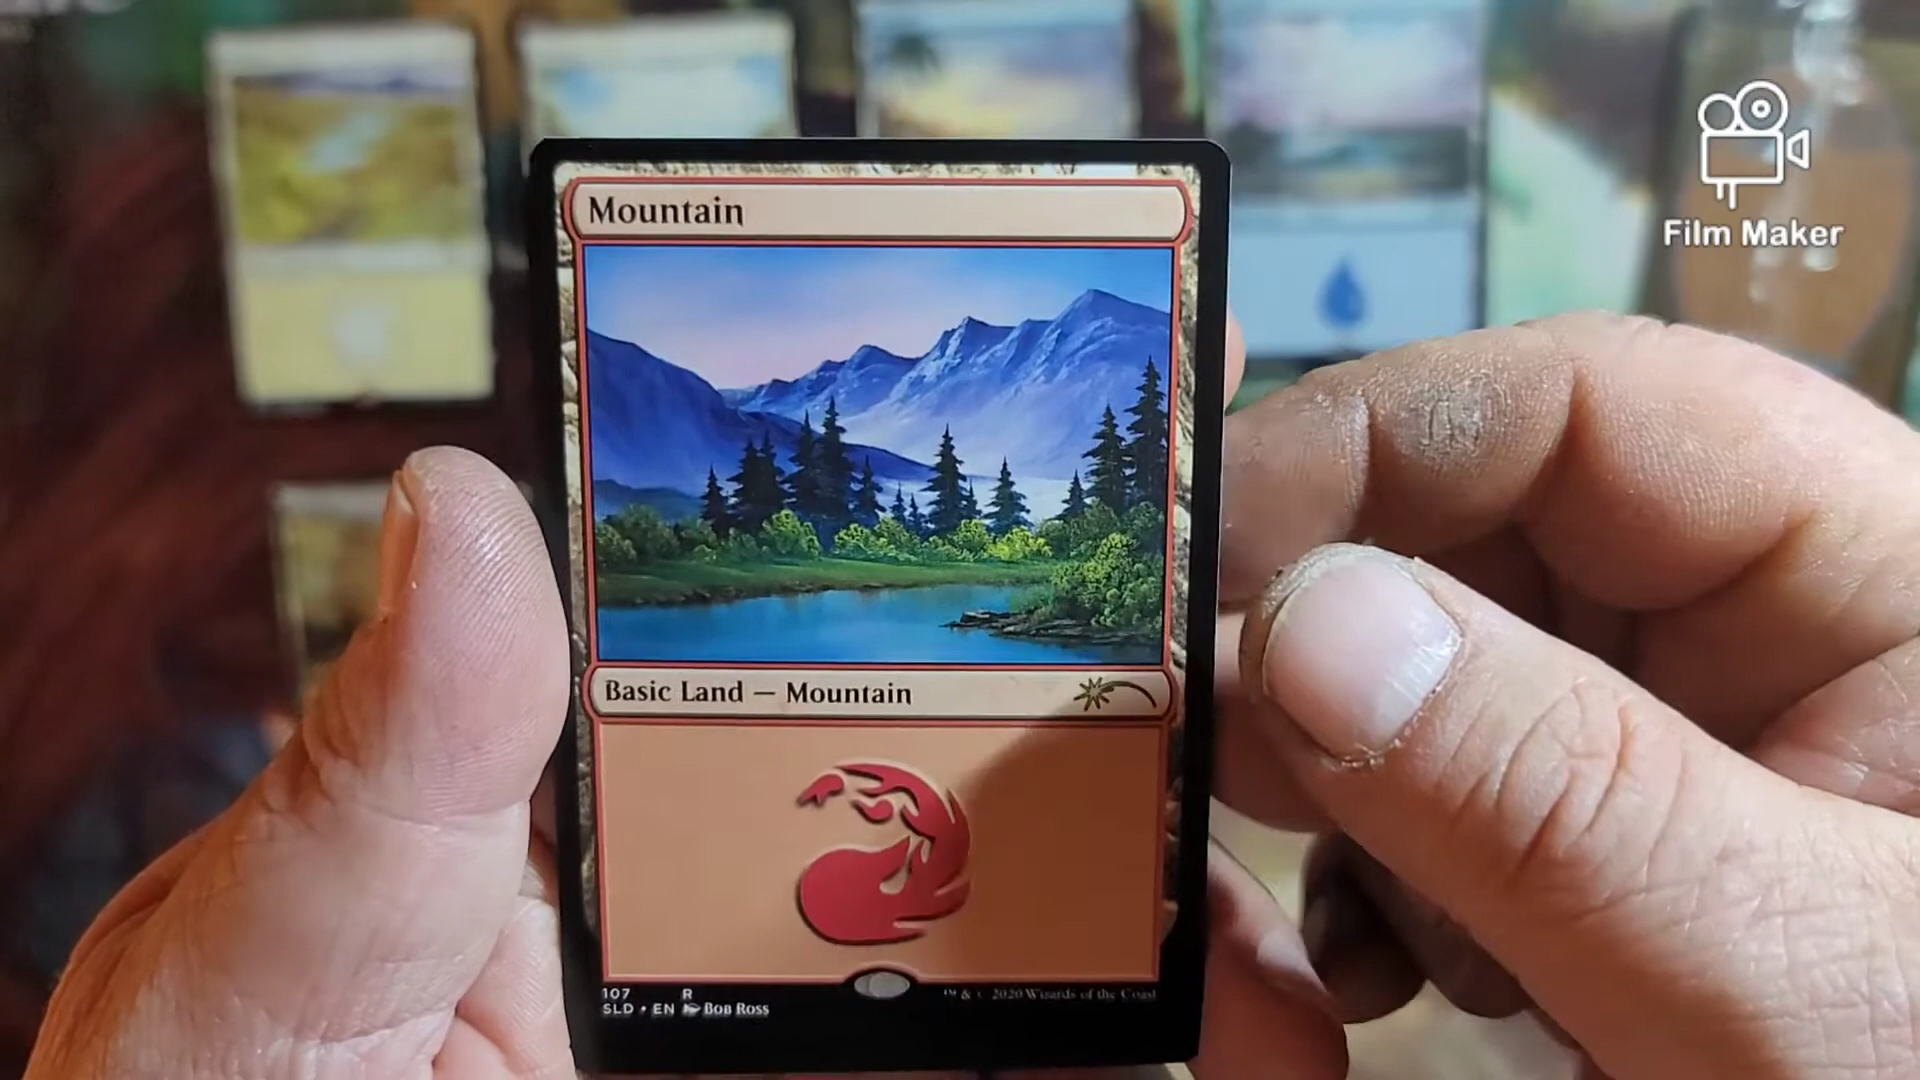 Film Maker
Mountain
Basic Land — Mountain
107 R
SLD • EN Bob Ross
™ & © 2020 Wizards of the Coast